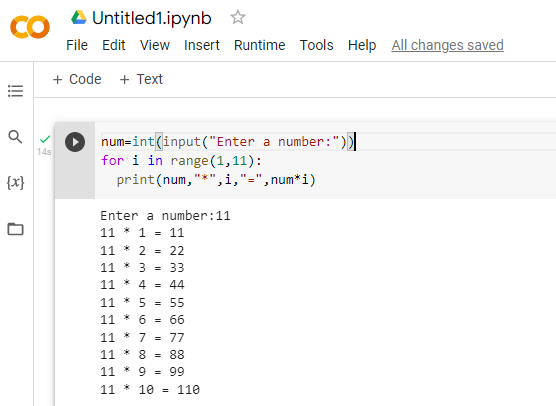 Untitled1.ipynb
File Edit View Insert Runtime Tools Help All changes saved
+ Code + Text
14s
{x}
num=int(input("Enter a number:"))
for i in range(1,11):
  print(num,"*",i,"=",num*i)
Enter a number:11
11 * 1 = 11
11 * 2 = 22
11 * 3 = 33
11 * 4 = 44
11 * 5 = 55
11 * 6 = 66
11 * 7 = 77
11 * 8 = 88
11 * 9 = 99
11 * 10 = 110